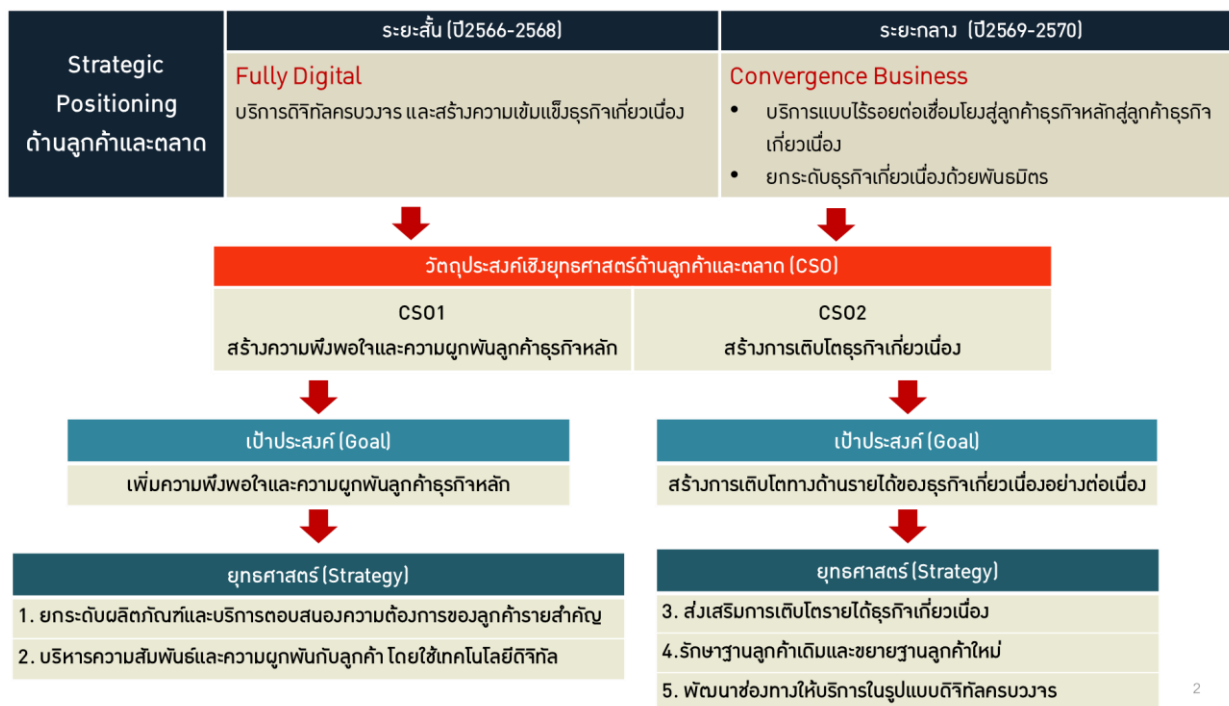 Strategic
Positioning
ด้านลูกค้าและตลาด
ระยะสั้น (ปี2566-2568)
ระยะกลาง (ปี2569-2570)
Fully Digital
บริการดิจิทัลครบวงจร และสร้างความเข้มแข็งธุรกิจเกี่ยวเนื่อง
Convergence Business
• บริการแบบไร้รอยต่อเชื่อมโยงสู่ลูกค้าธุรกิจหลักสู่ลูกค้าธุรกิจ
เกี่ยวเนื่อง
• ยกระดับธุรกิจเกี่ยวเนื่องด้วยพันธมิตร
วัตถุประสงค์เชิงยุทธศาสตร์ด้านลูกค้าและตลาด (CSO)
CSO1
สร้างความพึงพอใจและความผูกพันลูกค้าธุรกิจหลัก
CSO2
สร้างการเติบโตธุรกิจเกี่ยวเนื่อง
เป้าประสงค์ (Goal)
เพิ่มความพึงพอใจและความผูกพันลูกค้าธุรกิจหลัก
เป้าประสงค์ (Goal)
สร้างการเติบโตทางด้านรายได้ของธุรกิจเกี่ยวเนื่องอย่างต่อเนื่อง
ยุทธศาสตร์ (Strategy)
1. ยกระดับผลิตภัณฑ์และบริการตอบสนองความต้องการของลูกค้ารายสำคัญ
2. บริหารความสัมพันธ์และความผูกพันกับลูกค้า โดยใช้เทคโนโลยีดิจิทัล
ยุทธศาสตร์ (Strategy)
3. ส่งเสริมการเติบโตรายได้ธุรกิจเกี่ยวเนื่อง
4.รักษาฐานลูกค้าเดิมและขยายฐานลูกค้าใหม่
5. พัฒนาช่องทางให้บริการในรูปแบบดิจิทัลครบวงจร
2